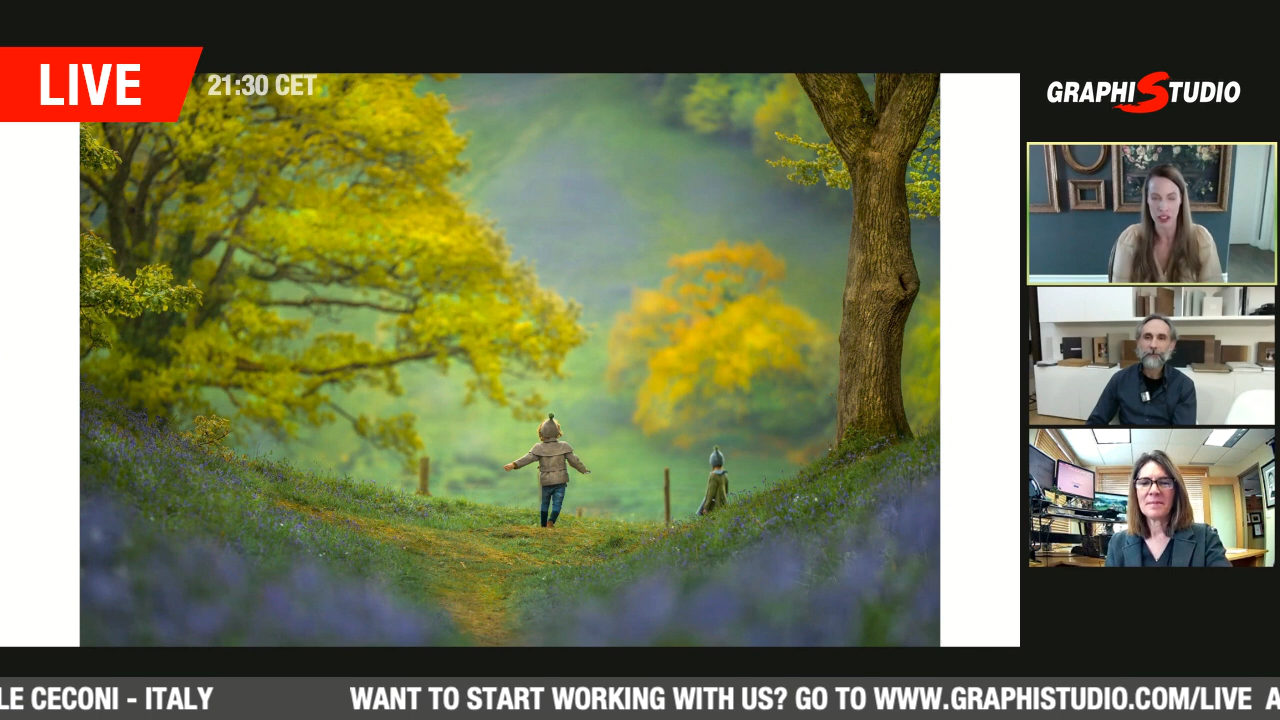 LIVE
21:30 CET
GRAPHISTUDIO
LE CECONI - ITALY WANT TO START WORKING WITH US? GO TO WWW.GRAPHISTUDIO.COM/LIVE A